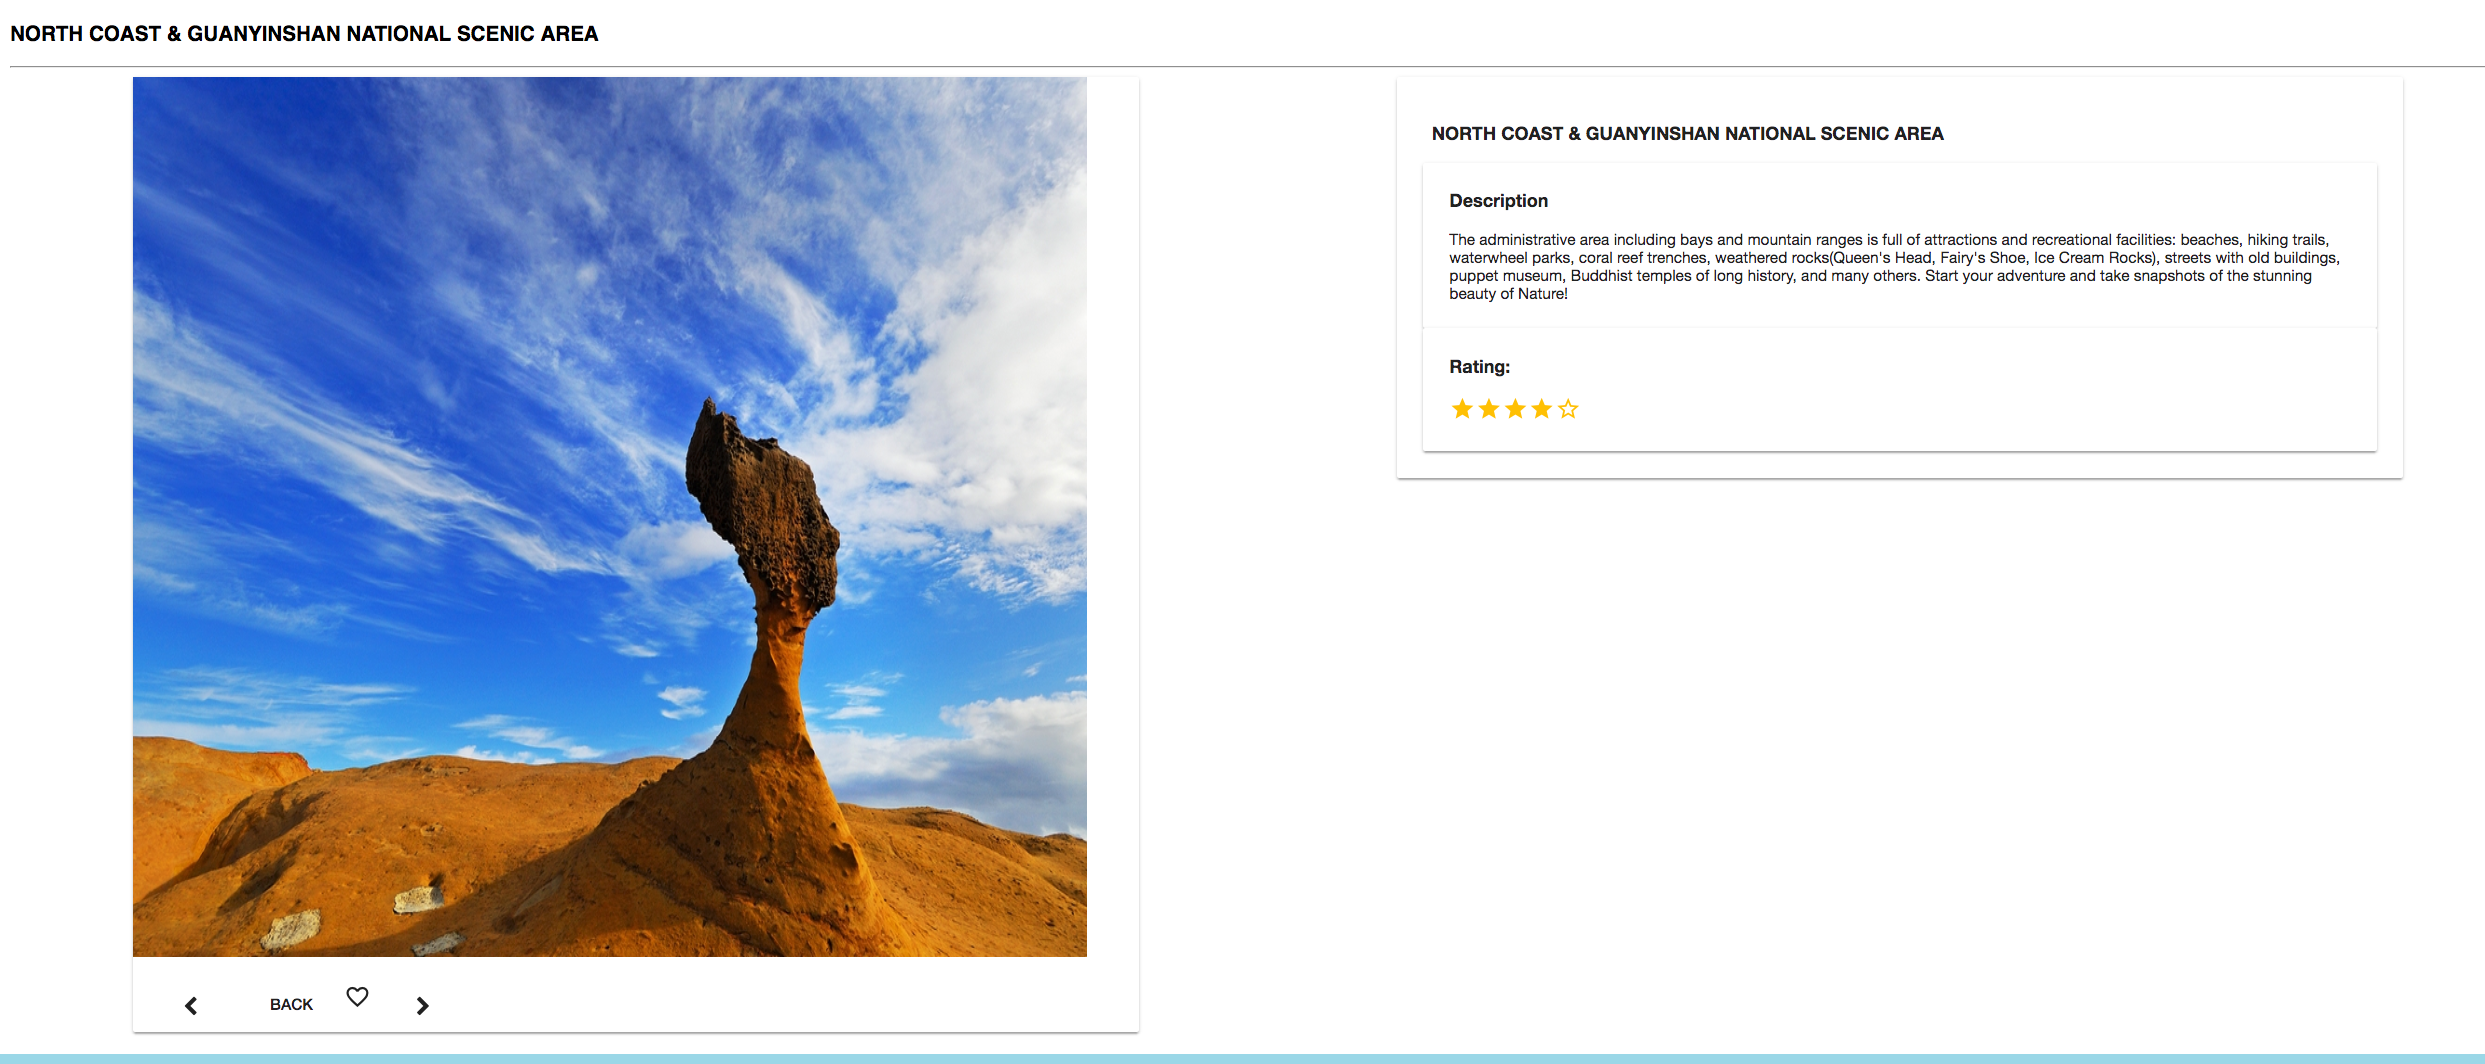 NORTH COAST & GUANYINSHAN NATIONAL SCENIC AREA
NORTH COAST & GUANYINSHAN NATIONAL SCENIC AREA
Description
The administrative area including bays and mountain ranges is full of attractions and recreational facilities: beaches, hiking trails,
waterwheel parks, coral reef trenches, weathered rocks(Queen's Head, Fairy's Shoe, Ice Cream Rocks), streets with old buildings,
puppet museum, Buddhist temples of long history, and many others. Start your adventure and take snapshots of the stunning
beauty of Nature!
Rating:
BACK